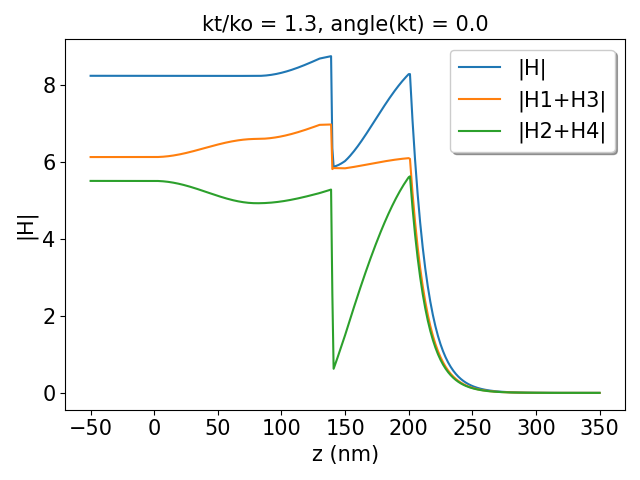 kt/ko = 1.3, angle(kt) = 0.0
|H|
|H1+H3|
|H2+H4|
|H|
8
6
4
2
0
−50 0 50 100 150 200 250 300 350
z (nm)